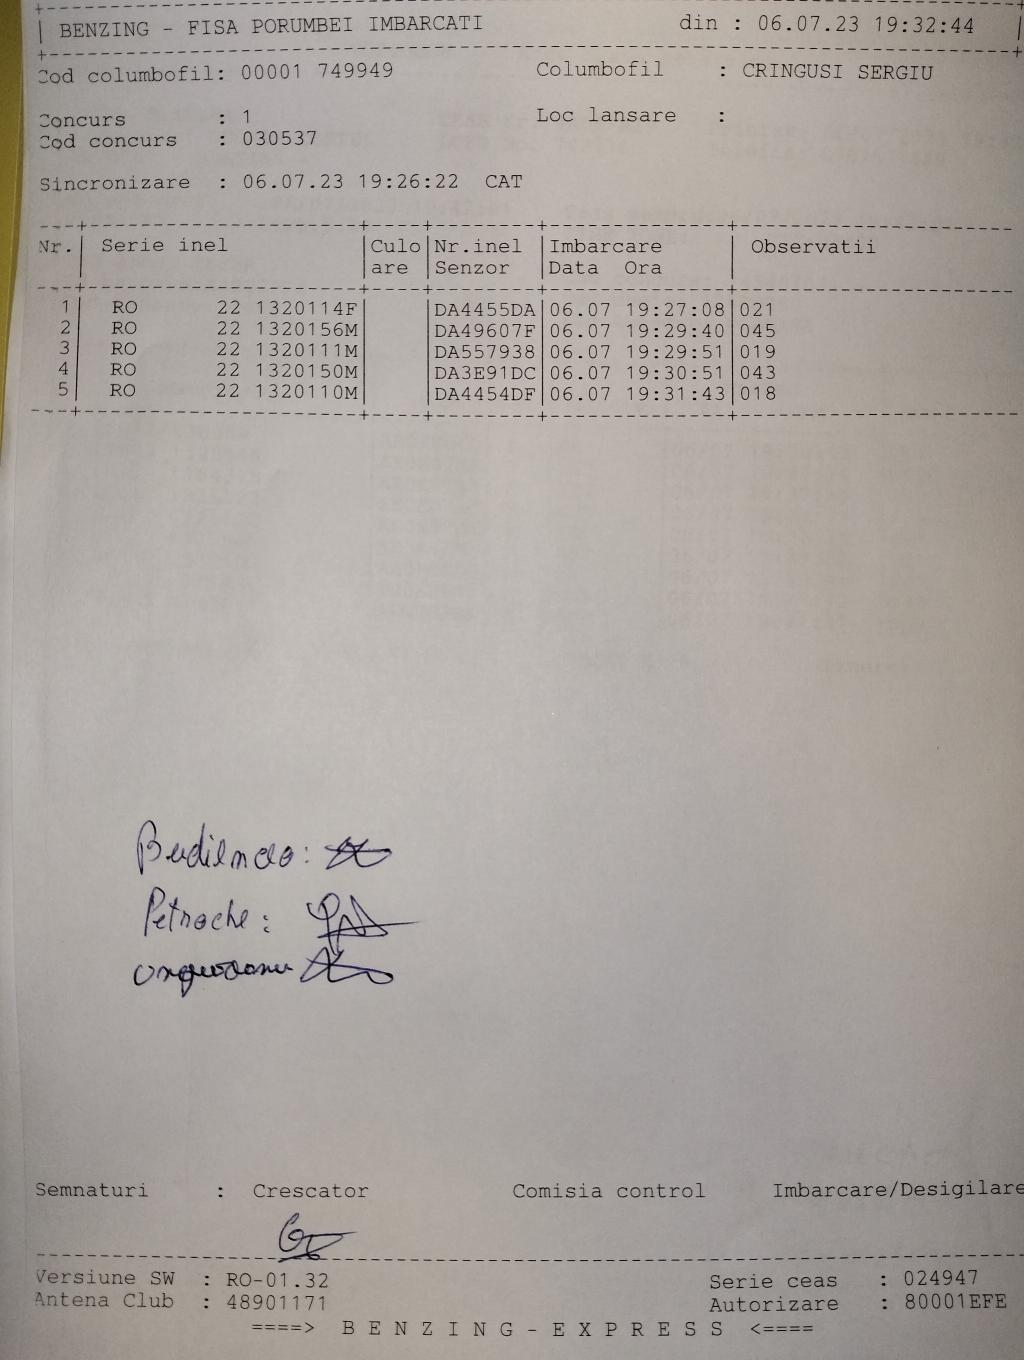 BENZING - FISA PORUMBEI IMBARCATI din : 06.07.23 19:32:44
Cod columbofil: 00001 749949 Columbofil : CRINGUSI SERGIU
Concurs : 1 Loc lansare :
Cod concurs : 030537
Sincronizare : 06.07.23 19:26:22 CAT
Nr. Serie inel Culo Nr.inel Imbarcare Observatii
are Senzor Data Ora
1 RO 22 1320114F DA4455DA 06.07 19:27:08 021
2 RO 22 1320156M DA49607F 06.07 19:29:40 045
3 RO 22 1320111M DA557938 06.07 19:29:51 019
4 RO 22 1320150M DA3E91DC 06.07 19:30:51 043
5 RO 22 1320110M DA4454DF 06.07 19:31:43 018
Petrache:
Semnaturi : Crescator Comisia control Imbarcare/Desigilare
Versiune SW : RO-01.32 Serie ceas : 024947
Antena Club : 48901171 Autorizare : 80001EFE
====> B E N Z I N G - E X P R E S S <====